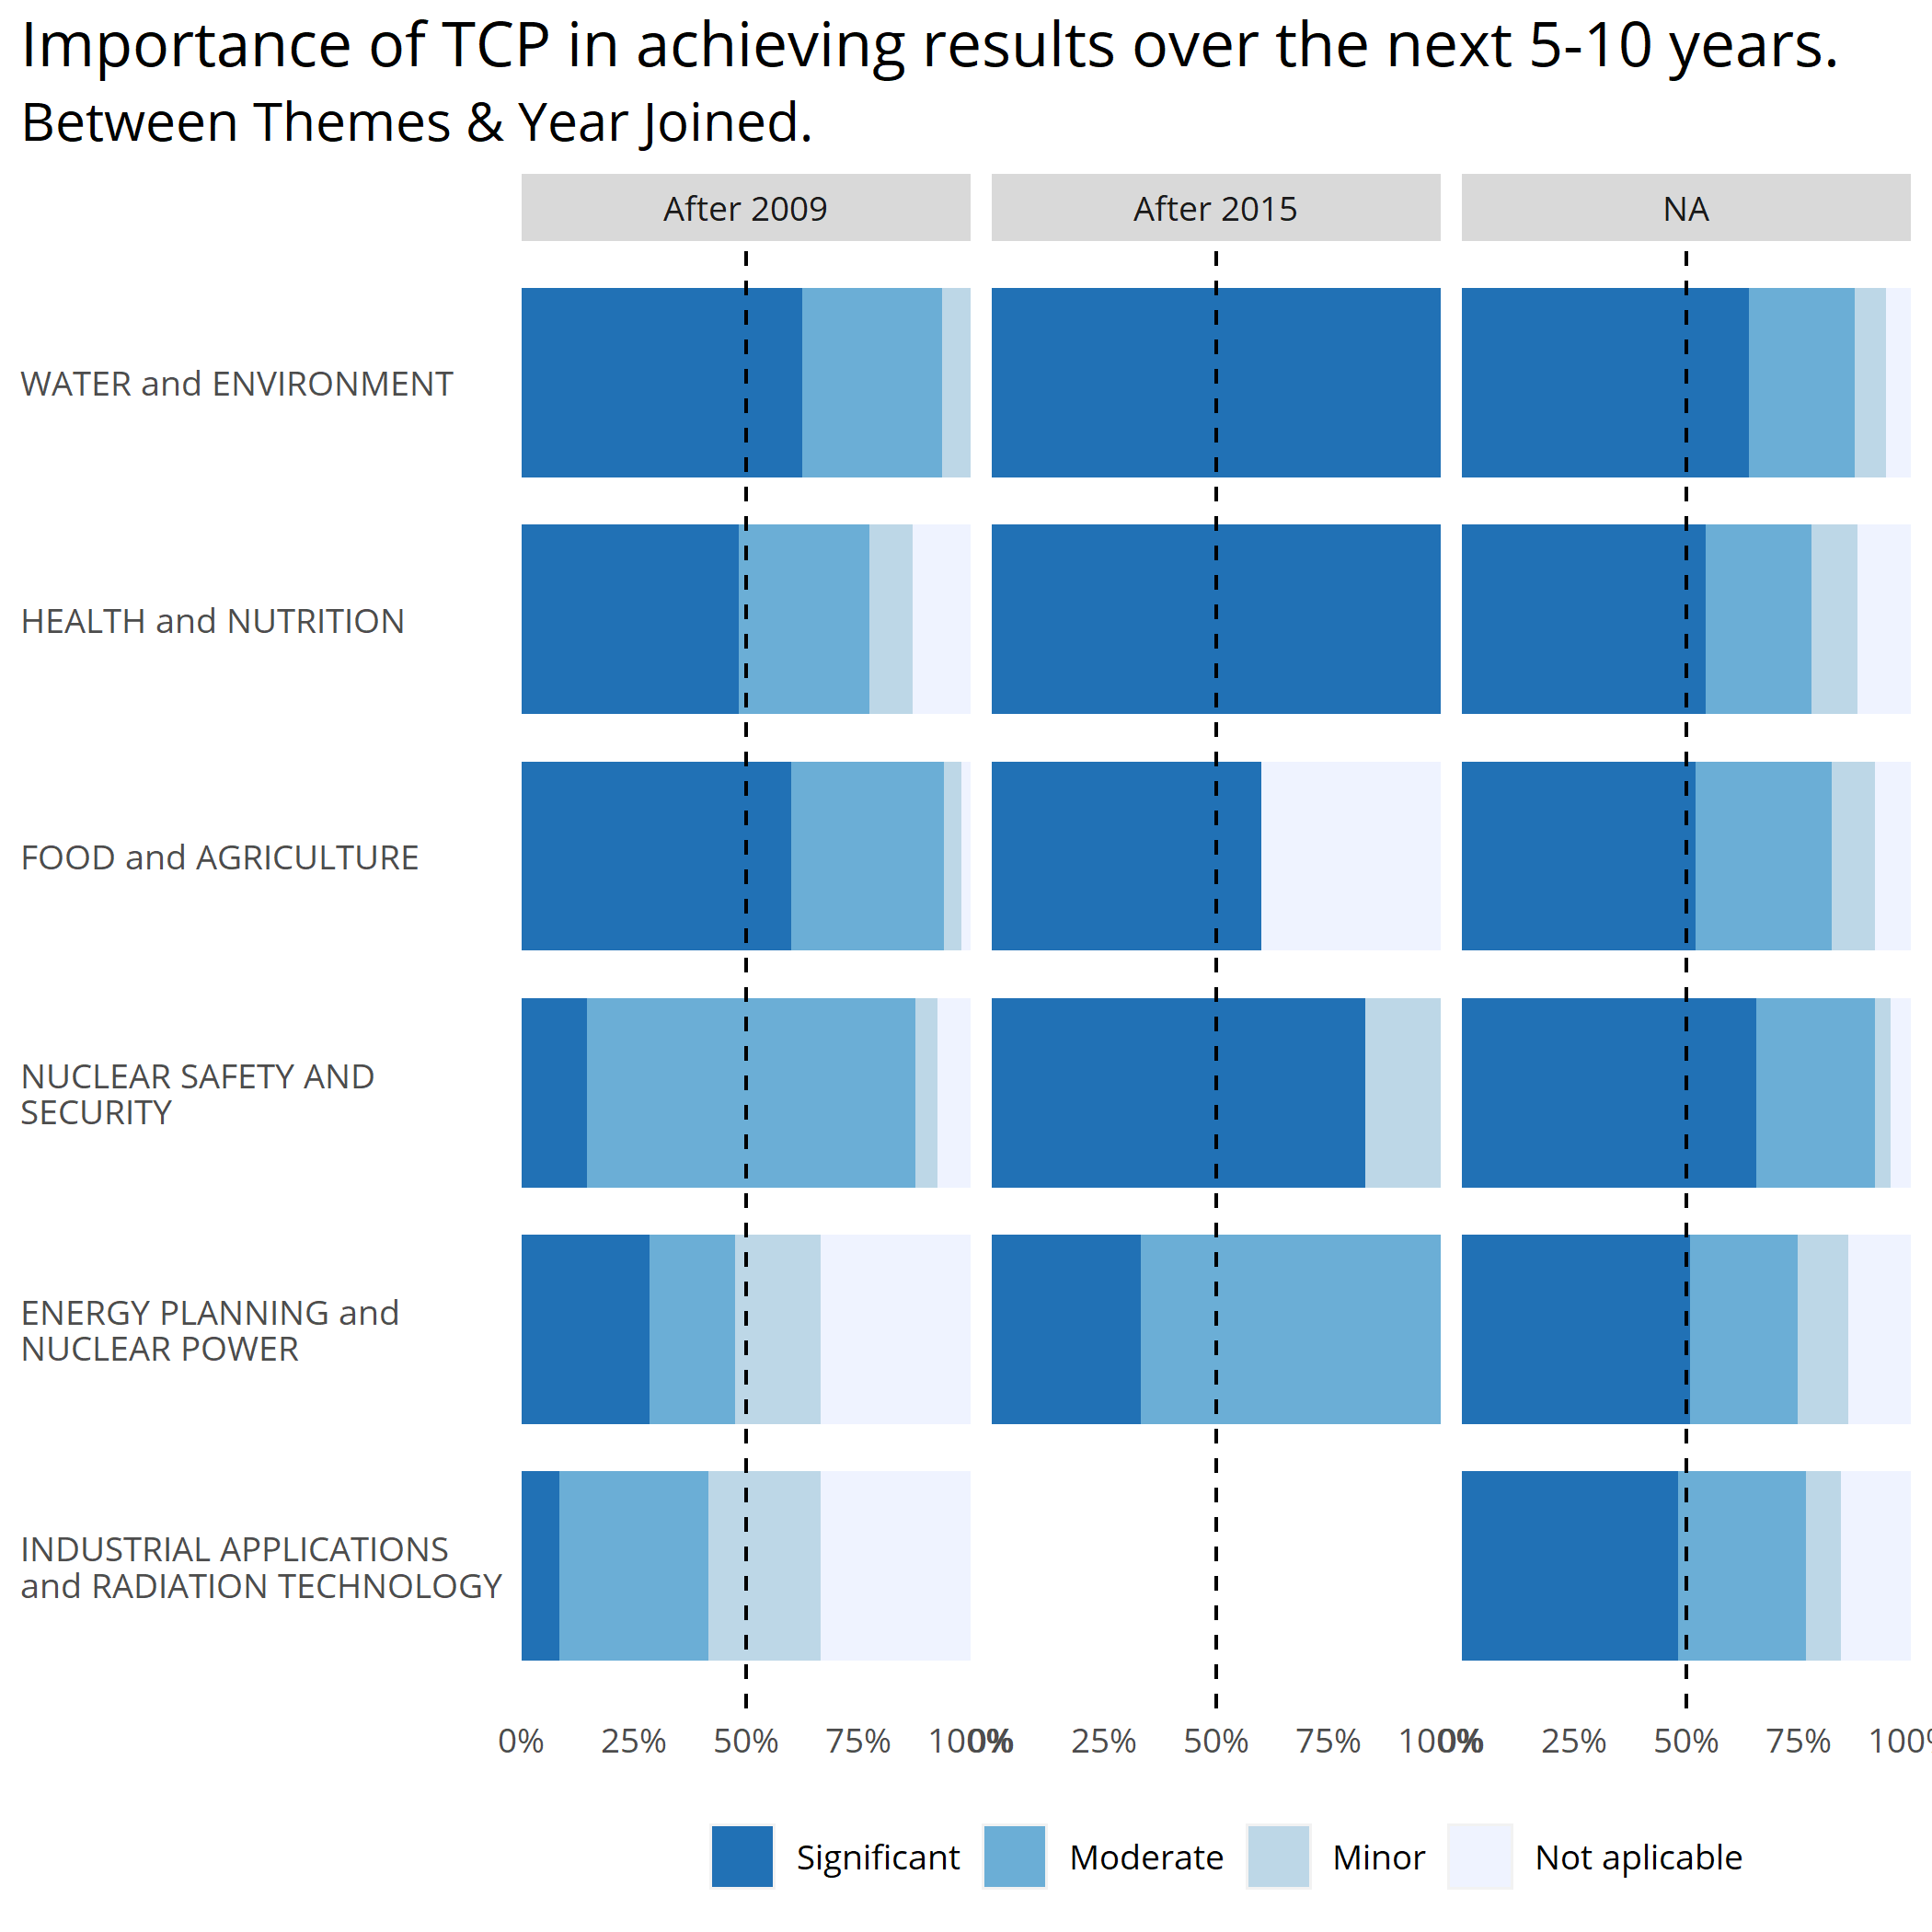 Importance of TCP in achieving results over the next 5-10 years.
Between Themes & Year Joined.
After 2009 After 2015 NA
WATER and ENVIRONMENT
HEALTH and NUTRITION
FOOD and AGRICULTURE
NUCLEAR SAFETY AND
SECURITY
ENERGY PLANNING and
NUCLEAR POWER
INDUSTRIAL APPLICATIONS
and RADIATION TECHNOLOGY
0% 25% 50% 75% 100% 0% 25% 50% 75% 100% 0% 25% 50% 75% 100%
Significant Moderate Minor Not aplicable